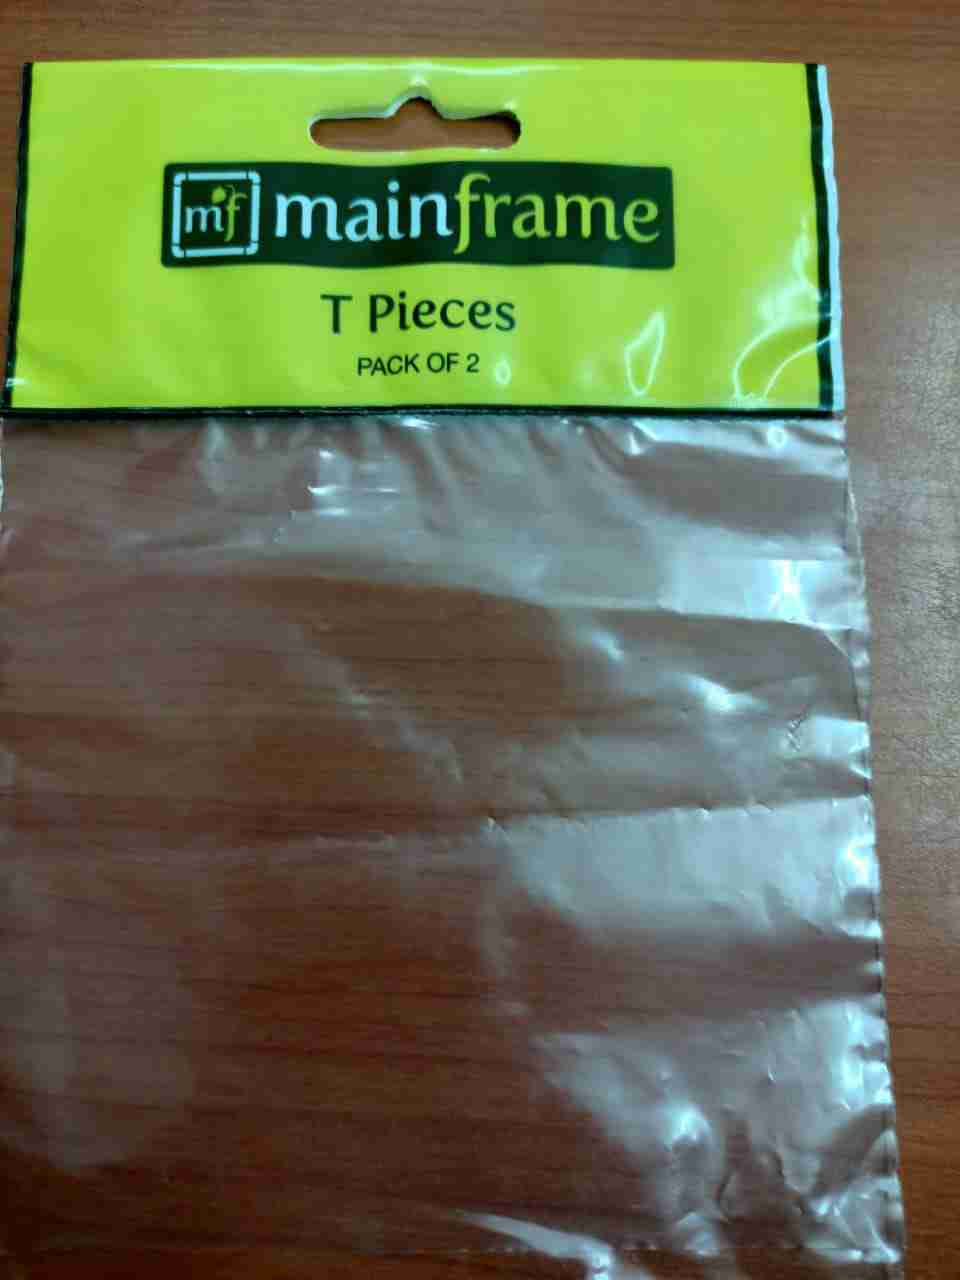 mf mainframe
T Pieces
PACK OF 2